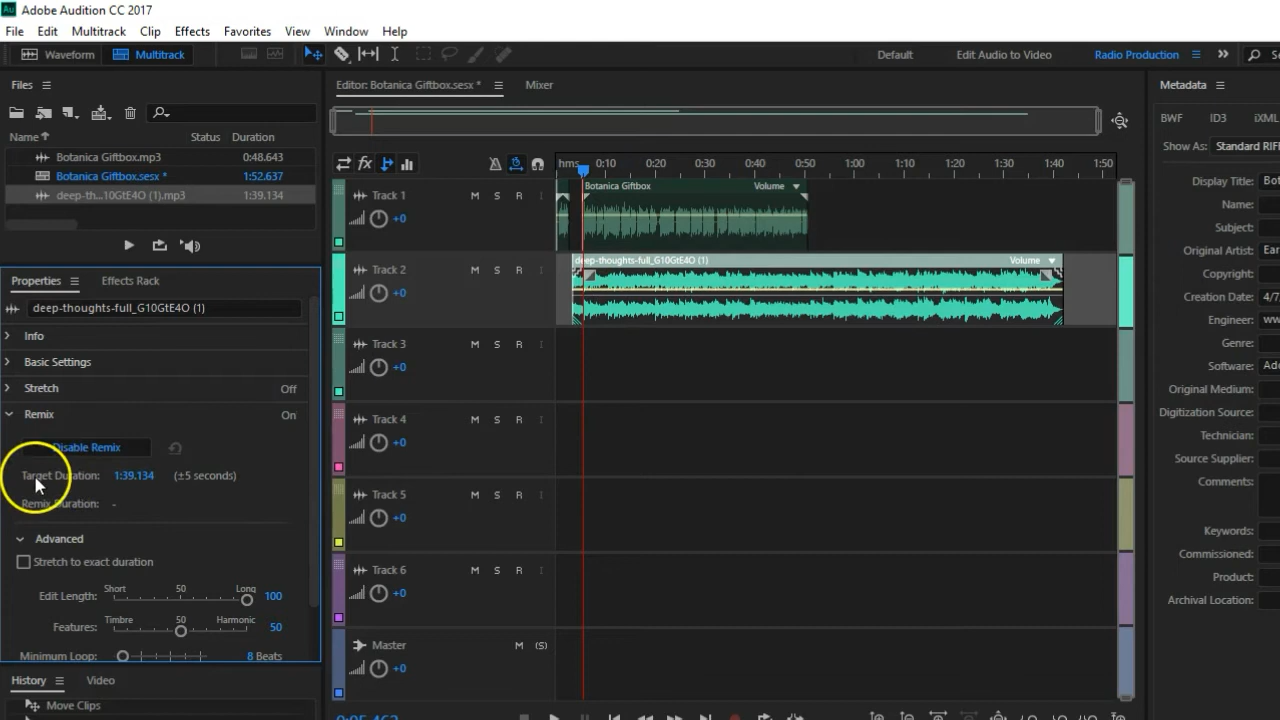 Au Adobe Audition CC 2017
File Edit Multitrack Clip Effects Favorites View Window Help
Waveform Multitrack Default Edit Audio to Video Radio Production
Files Editor: Botanica Giftbox.sesx * Mixer Metadata
Name Status Duration BWF ID3 iXML
Botanica Giftbox.mp3 0:48.643 Show As: Standard RIFF
Botanica Giftbox.sesx * 1:52.637
deep-th...10GtE4O (1).mp3 1:39.134
hms 0:10 0:20 0:30 0:40 0:50 1:00 1:10 1:20 1:30 1:40 1:50
Track 1 M S R I +0
Botanica Giftbox Volume
Track 2 M S R I +0
deep-thoughts-full_G10GtE4O (1) Volume
Track 3 M S R I +0
Track 4 M S R I +0
Track 5 M S R I +0
Track 6 M S R I +0
Master M (S) +0
Properties Effects Rack
deep-thoughts-full_G10GtE4O (1)
Info
Basic Settings
Stretch Off
Remix On
Disable Remix
Target Duration: 1:39.134 (±5 seconds)
Remix Duration: -
Advanced
Stretch to exact duration
Short 50 Long
Edit Length: 100
Timbre 50 Harmonic
Features: 50
Minimum Loop: 8 Beats
History Video
Move Clips
Display Title: Bot
Name:
Subject:
Original Artist: Ear
Copyright:
Creation Date: 4/7
Engineer: ww
Genre:
Software: Ado
Original Medium:
Digitization Source:
Technician:
Source Supplier:
Comments:
Keywords:
Commissioned:
Product:
Archival Location: